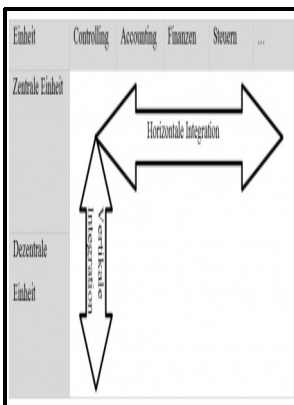 Einheit Controlling Accounting Finanzen Steuern ...
Zentrale Einheit
Horizontale Integration
Vertikale
Integration
Dezentrale
Einheit